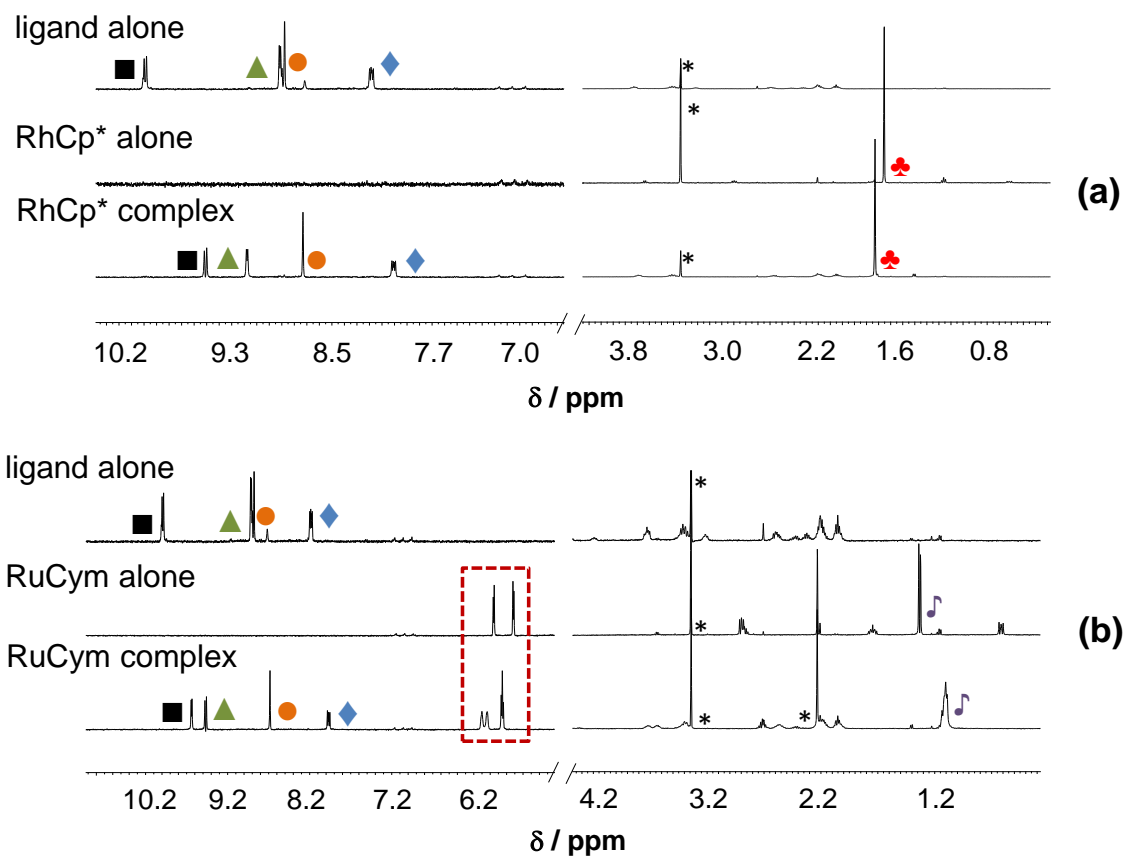 ligand alone
*
*
RhCp* alone
(a)
RhCp* complex
*
10.2 9.3 8.5 7.7 7.0 3.8 3.0 2.2 1.6 0.8
δ / ppm
ligand alone
*
RuCym alone
*
(b)
RuCym complex
* *
10.2 9.2 8.2 7.2 6.2 4.2 3.2 2.2 1.2
δ / ppm